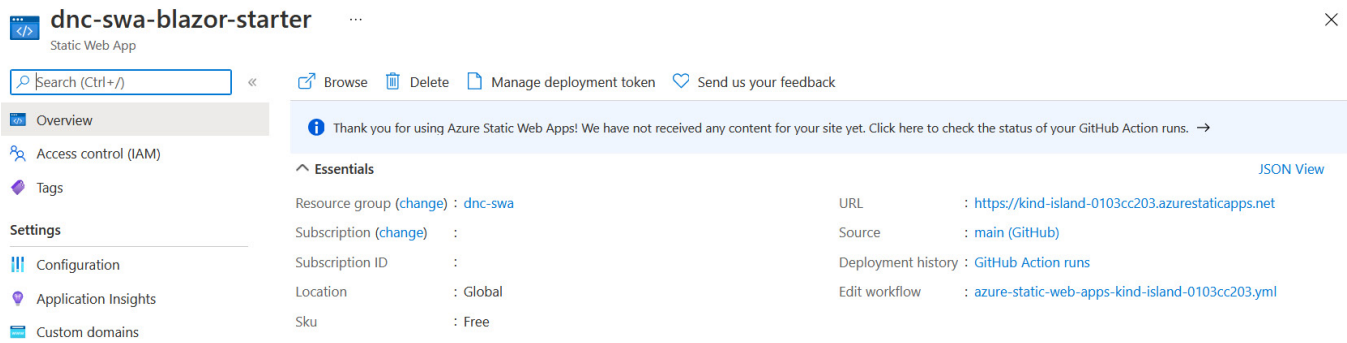 dnc-swa-blazor-starter ...
Static Web App
Search (Ctrl+/)
«
Overview
Access control (IAM)
Tags
Settings
Configuration
Application Insights
Custom domains
Browse Delete Manage deployment token Send us your feedback
Thank you for using Azure Static Web Apps! We have not received any content for your site yet. Click here to check the status of your GitHub Action runs. →
Essentials
JSON View
Resource group (change) : dnc-swa
Subscription (change) :
Subscription ID :
Location : Global
Sku : Free
URL : https://kind-island-0103cc203.azurestaticapps.net
Source : main (GitHub)
Deployment history : GitHub Action runs
Edit workflow : azure-static-web-apps-kind-island-0103cc203.yml